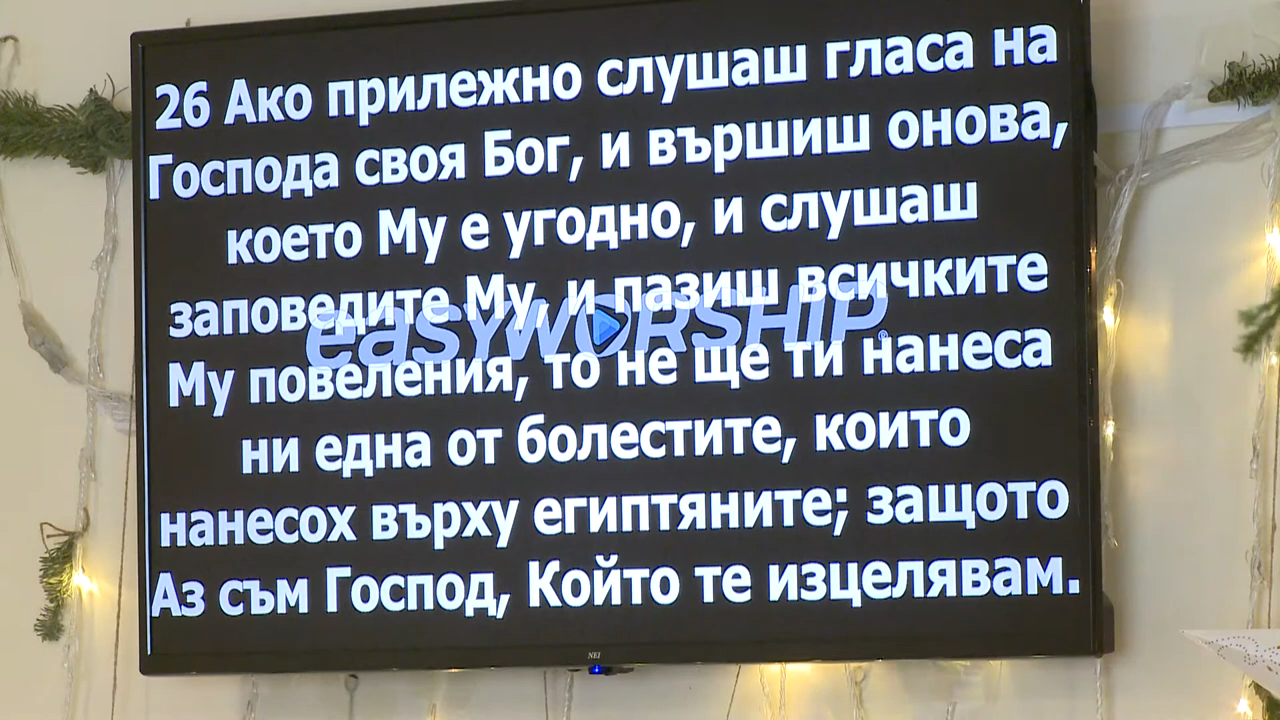 26 Ако прилежно слушаш гласа на
Господа своя Бог, и вършиш онова,
което Му е угодно, и слушаш
заповедите Му, и пазиш всичките
easyWORSHIP®
Му повеления, то не ще ти нанеса
ни една от болестите, които
нанесох върху египтяните; защото
Аз съм Господ, Който те изцелявам.
NEI